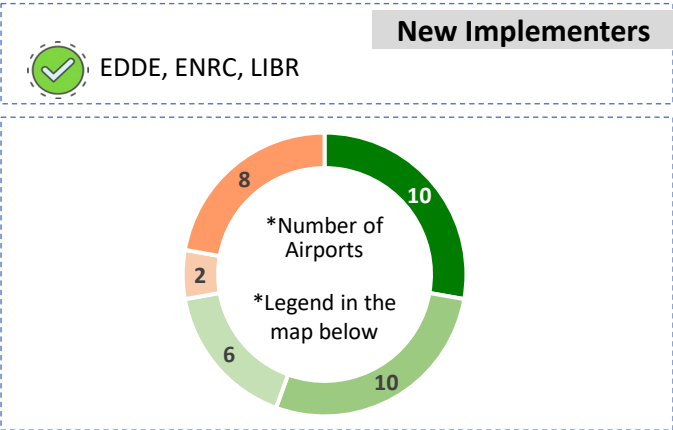 New Implementers
EDDE, ENRC, LIBR
8
10
*Number of
Airports
2
*Legend in the
map below
6
10